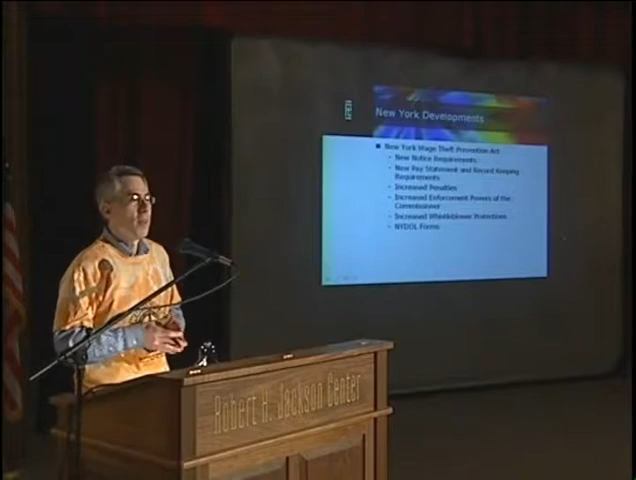 New York Developments
New York Wage Theft Prevention Act
- New Notice Requirements
- New Pay Statement and Record Keeping
Requirements
- Increased Penalties
- Increased Enforcement Powers of the
Commissioner
- Increased Whistleblower Protections
- NYDOL Forms
Robert H. Jackson Center